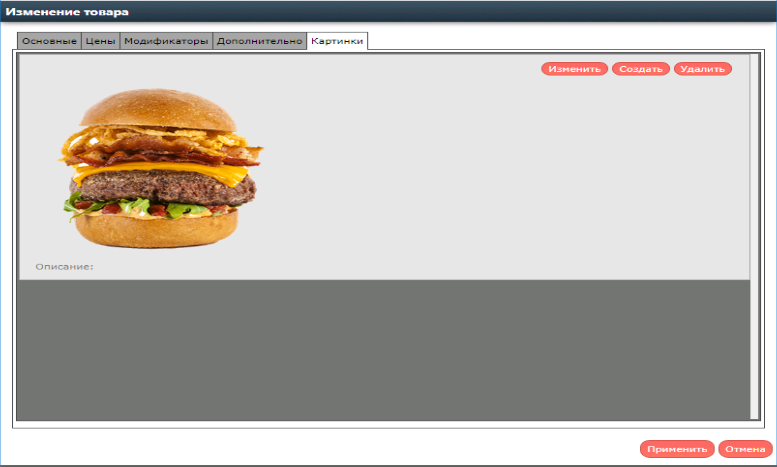 Изменение товара
Основные Цены Модификаторы Дополнительно Картинки
Изменить Создать Удалить
Описание:
Применить Отмена